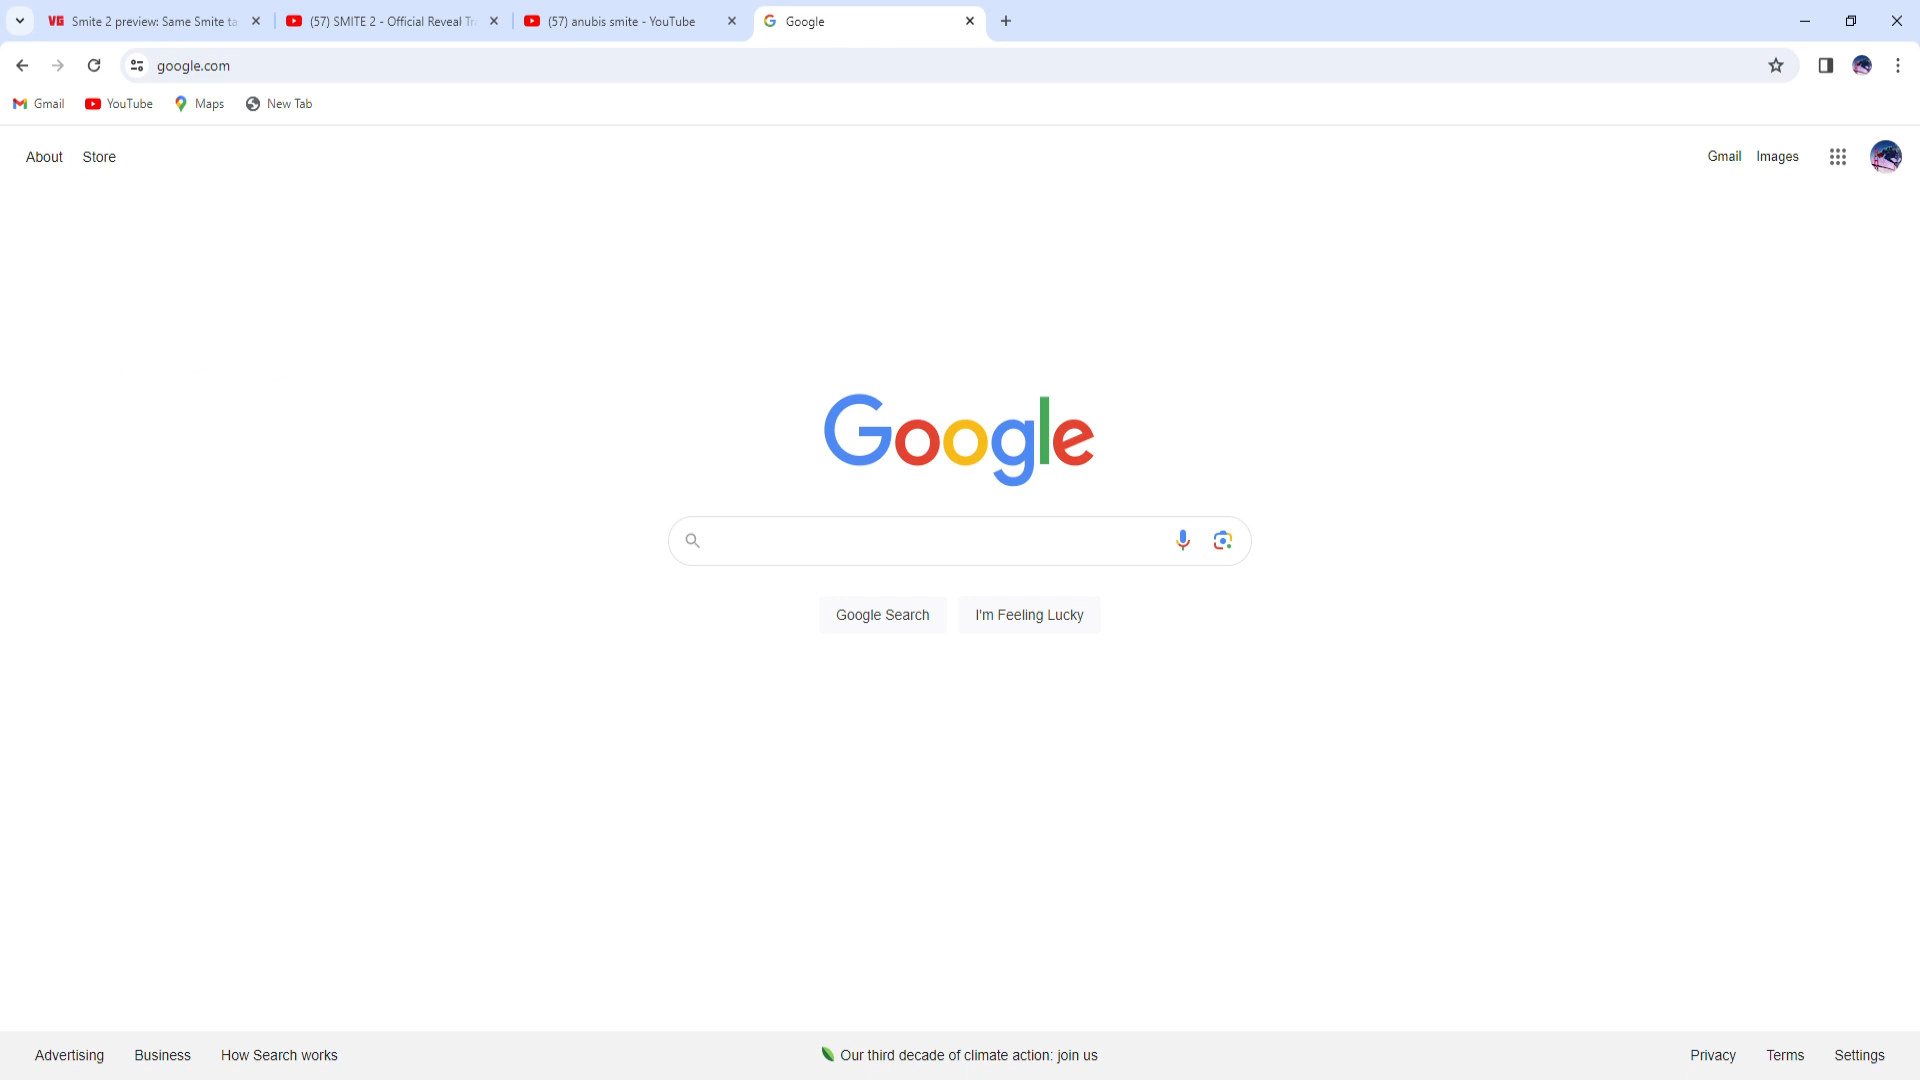 VG Smite 2 preview: Same Smite ta
(57) SMITE 2 - Official Reveal Tr
(57) anubis smite - YouTube
Google
google.com
Gmail YouTube Maps New Tab
About Store Gmail Images
Google
Google Search I'm Feeling Lucky
Advertising Business How Search works Our third decade of climate action: join us Privacy Terms Settings